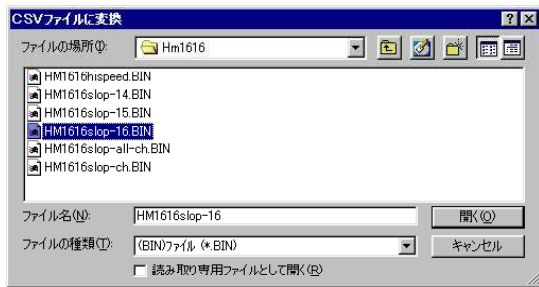 CSVファイルに変換
ファイルの場所(I):
Hm1616
HM1616hispeed.BIN
HM1616slop-14.BIN
HM1616slop-15.BIN
HM1616slop-16.BIN
HM1616slop-all-ch.BIN
HM1616slop-ch.BIN
ファイル名(N): HM1616slop-16 開く(O)
ファイルの種類(T): (BIN)ファイル (*.BIN) キャンセル
読み取り専用ファイルとして開く(R)